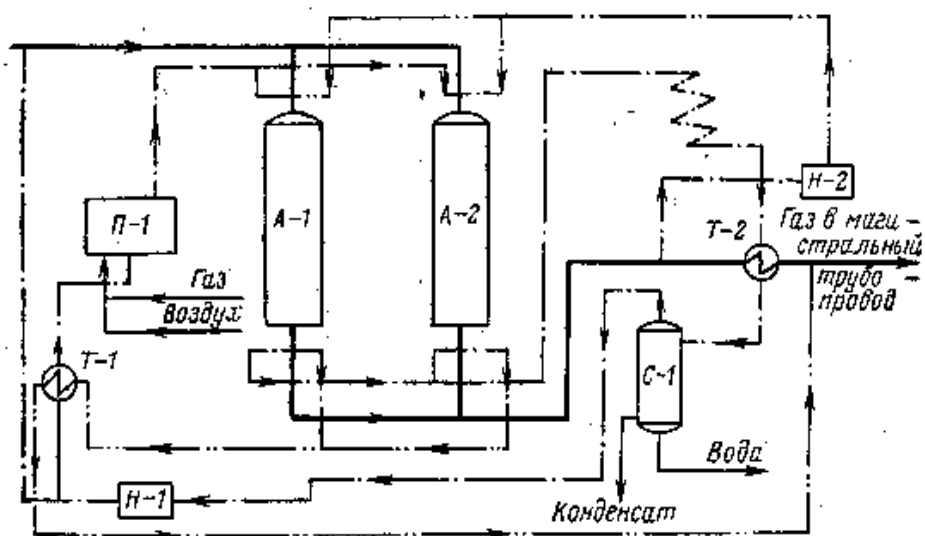 Н-2
П-1
А-1
А-2
Т-2
Газ в маги-
стральный
трубо-
провод
Газ
Воздух
Т-1
С-1
Н-1
Вода
Конденсат